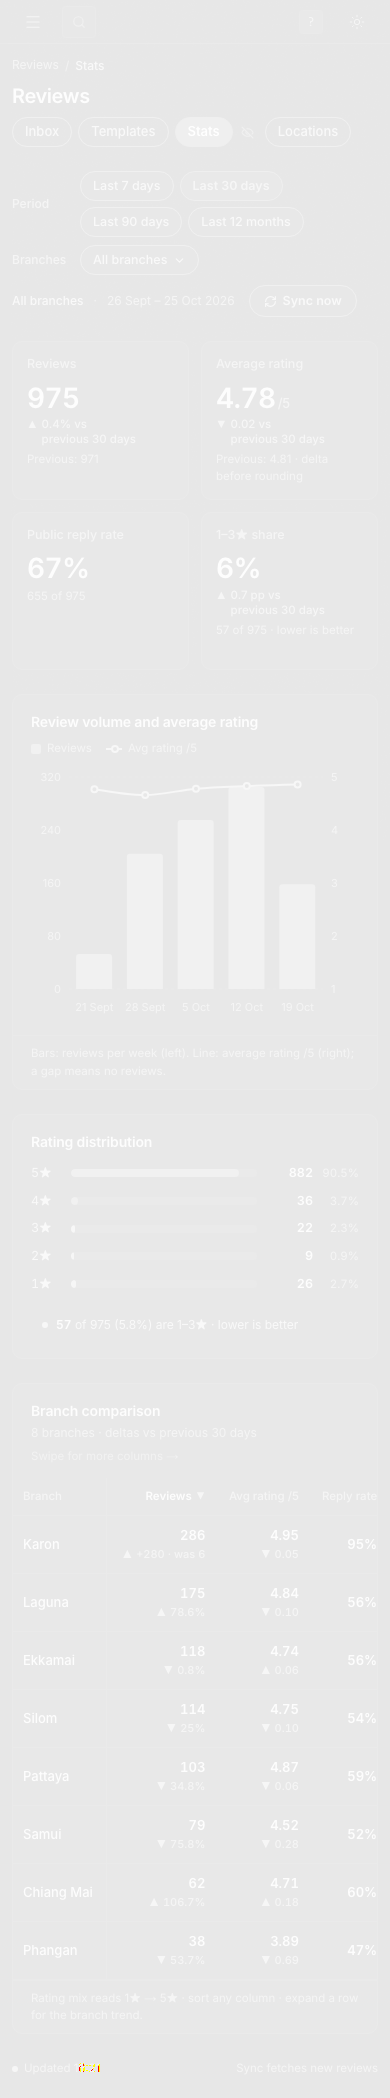 ?
Reviews / Stats
Reviews
Inbox Templates Stats Locations
Period
Last 7 days Last 30 days
Last 90 days Last 12 months
Branches All branches
All branches · 26 Sept – 25 Oct 2026 Sync now
Reviews
975
▲ 0.4% vs
previous 30 days
Previous: 971
Average rating
4.78 /5
▼ 0.02 vs
previous 30 days
Previous: 4.81 · delta
before rounding
Public reply rate
67%
655 of 975
1–3★ share
6%
▲ 0.7 pp vs
previous 30 days
57 of 975 · lower is better
Review volume and average rating
Reviews Avg rating /5
320 5
240 4
160 3
80 2
0 1
21 Sept 28 Sept 5 Oct 12 Oct 19 Oct
Bars: reviews per week (left). Line: average rating /5 (right);
a gap means no reviews.
Rating distribution
5★ 882 90.5%
4★ 36 3.7%
3★ 22 2.3%
2★ 9 0.9%
1★ 26 2.7%
57 of 975 (5.8%) are 1–3★ · lower is better
Branch comparison
8 branches · deltas vs previous 30 days
Swipe for more columns →
Branch Reviews ▼ Avg rating /5 Reply rate
Karon 286 4.95 95%
▲ +280 · was 6 ▼ 0.05
Laguna 175 4.84 56%
▲ 78.6% ▼ 0.10
Ekkamai 118 4.74 56%
▼ 0.8% ▲ 0.06
Silom 114 4.75 54%
▼ 25% ▼ 0.10
Pattaya 103 4.87 59%
▼ 34.8% ▼ 0.06
Samui 79 4.52 52%
▼ 75.8% ▼ 0.28
Chiang Mai 62 4.71 60%
▲ 106.7% ▲ 0.18
Phangan 38 3.89 47%
▼ 53.7% ▼ 0.69
Rating mix reads 1★ → 5★ · sort any column · expand a row
for the branch trend.
Updated
Sync fetches new reviews